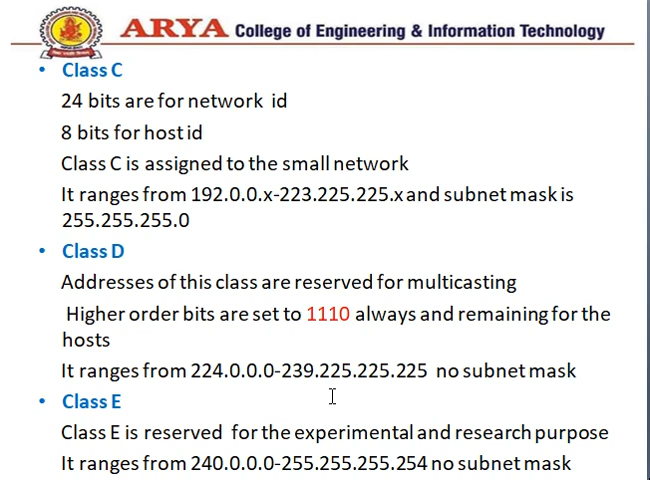 ARYA College of Engineering & Information Technology
• Class C
24 bits are for network id
8 bits for host id
Class C is assigned to the small network
It ranges from 192.0.0.x-223.225.225.x and subnet mask is
255.255.255.0
• Class D
Addresses of this class are reserved for multicasting
Higher order bits are set to 1110 always and remaining for the
hosts
It ranges from 224.0.0.0-239.225.225.225 no subnet mask
• Class E
Class E is reserved for the experimental and research purpose
It ranges from 240.0.0.0-255.255.255.254 no subnet mask